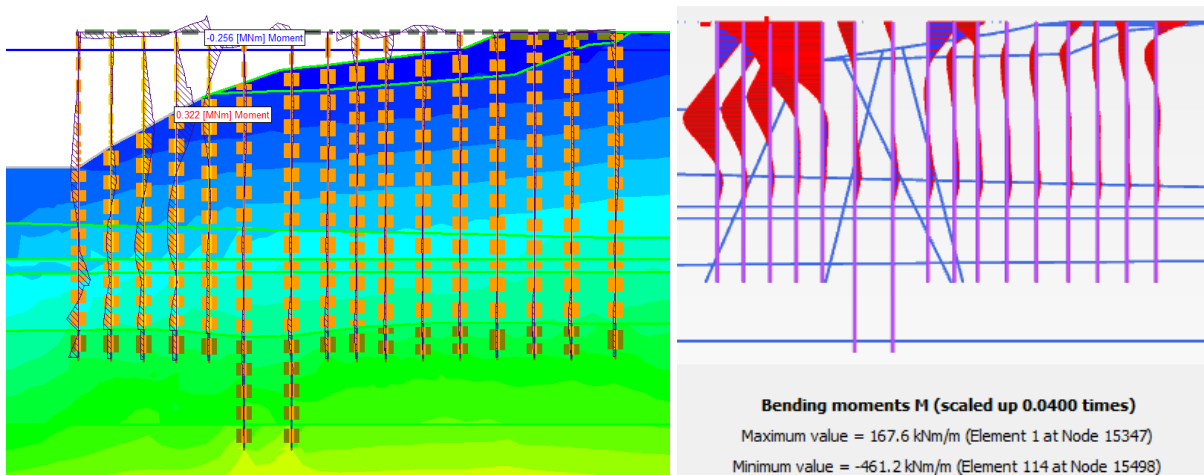 -0.256 [MNm] Moment
0.322 [MNm] Moment
Bending moments M (scaled up 0.0400 times)
Maximum value = 167.6 kNm/m (Element 1 at Node 15347)
Minimum value = -461.2 kNm/m (Element 114 at Node 15498)